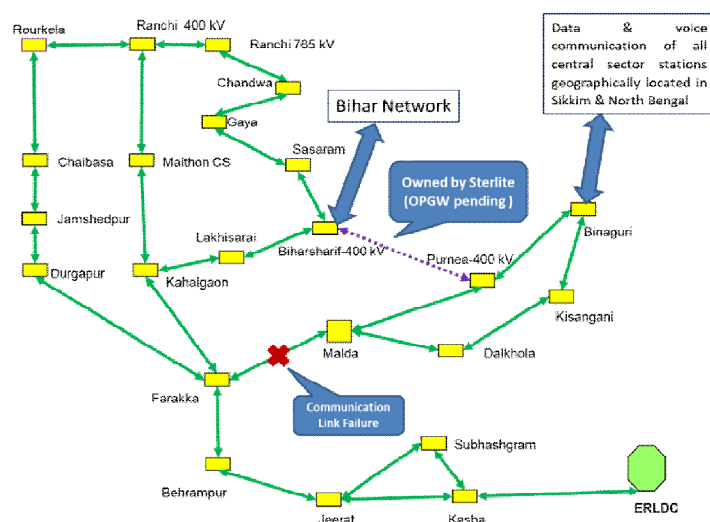 Rourkela
Ranchi 400 kV
Ranchi 765 kV
Data & voice
communication of all
central sector stations
geographically located in
Sikkim & North Bengal
Chandwa
Bihar Network
Gaya
Sasaram
Chaibasa
Maithon CS
Owned by Sterlite
(OPGW pending )
Jamshedpur
Lakhisarai
Binaguri
Biharsharif-400 kV
Purnea-400 kV
Durgapur
Kahalgaon
Kisanganj
Malda
Dalkhola
Farakka
Communication
Link Failure
Subhashgram
Behrampur
Jeerat
Kasba
ERLDC